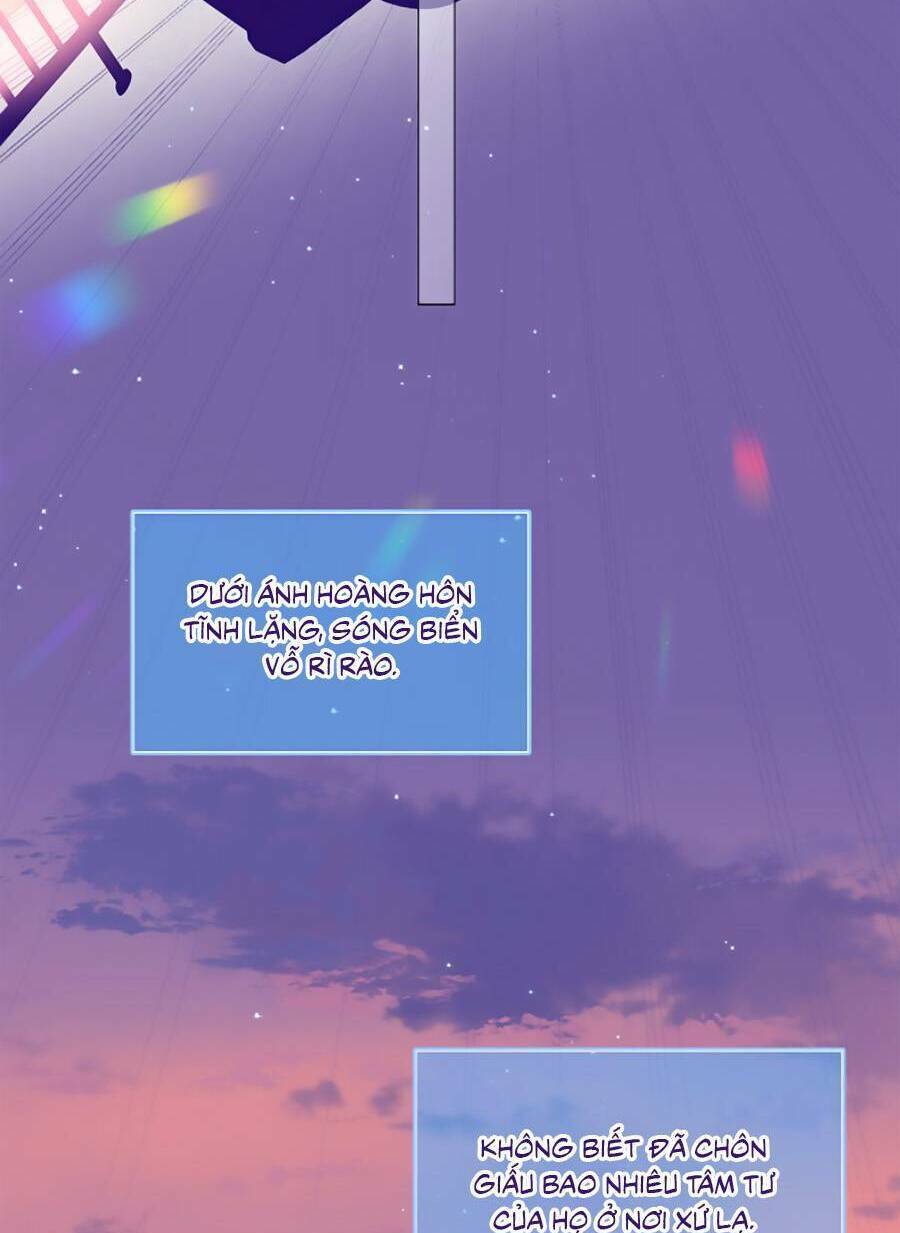 DƯỚI ÁNH HOÀNG HÔN
TĨNH LẶNG, SÓNG BIỂN
VỖ RÌ RÀO.
KHÔNG BIẾT ĐÃ CHÔN
GIẤU BAO NHIÊU TÂM TƯ
CỦA HỌ Ở NƠI XỨ LẠ.